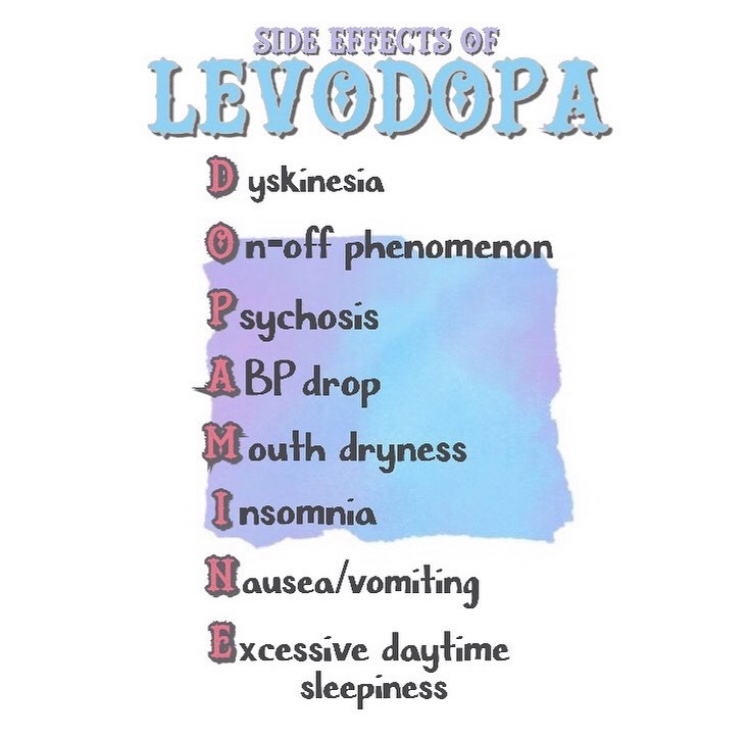 SIDE EFFECTS OF
LEVODOPA
Dyskinesia
On-off phenomenon
Psychosis
ABP drop
Mouth dryness
Insomnia
Nausea/vomiting
Excessive daytime
sleepiness